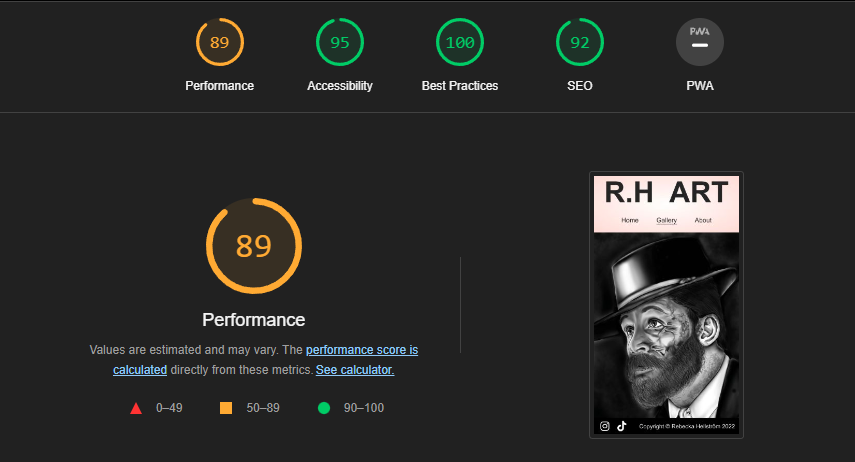 89 95 100 92 PWA
Performance Accessibility Best Practices SEO PWA
89
Performance
Values are estimated and may vary. The performance score is
calculated directly from these metrics. See calculator.
0–49 50–89 90–100
R.H ART
Home Gallery About
Copyright © Rebecka Hellström 2022